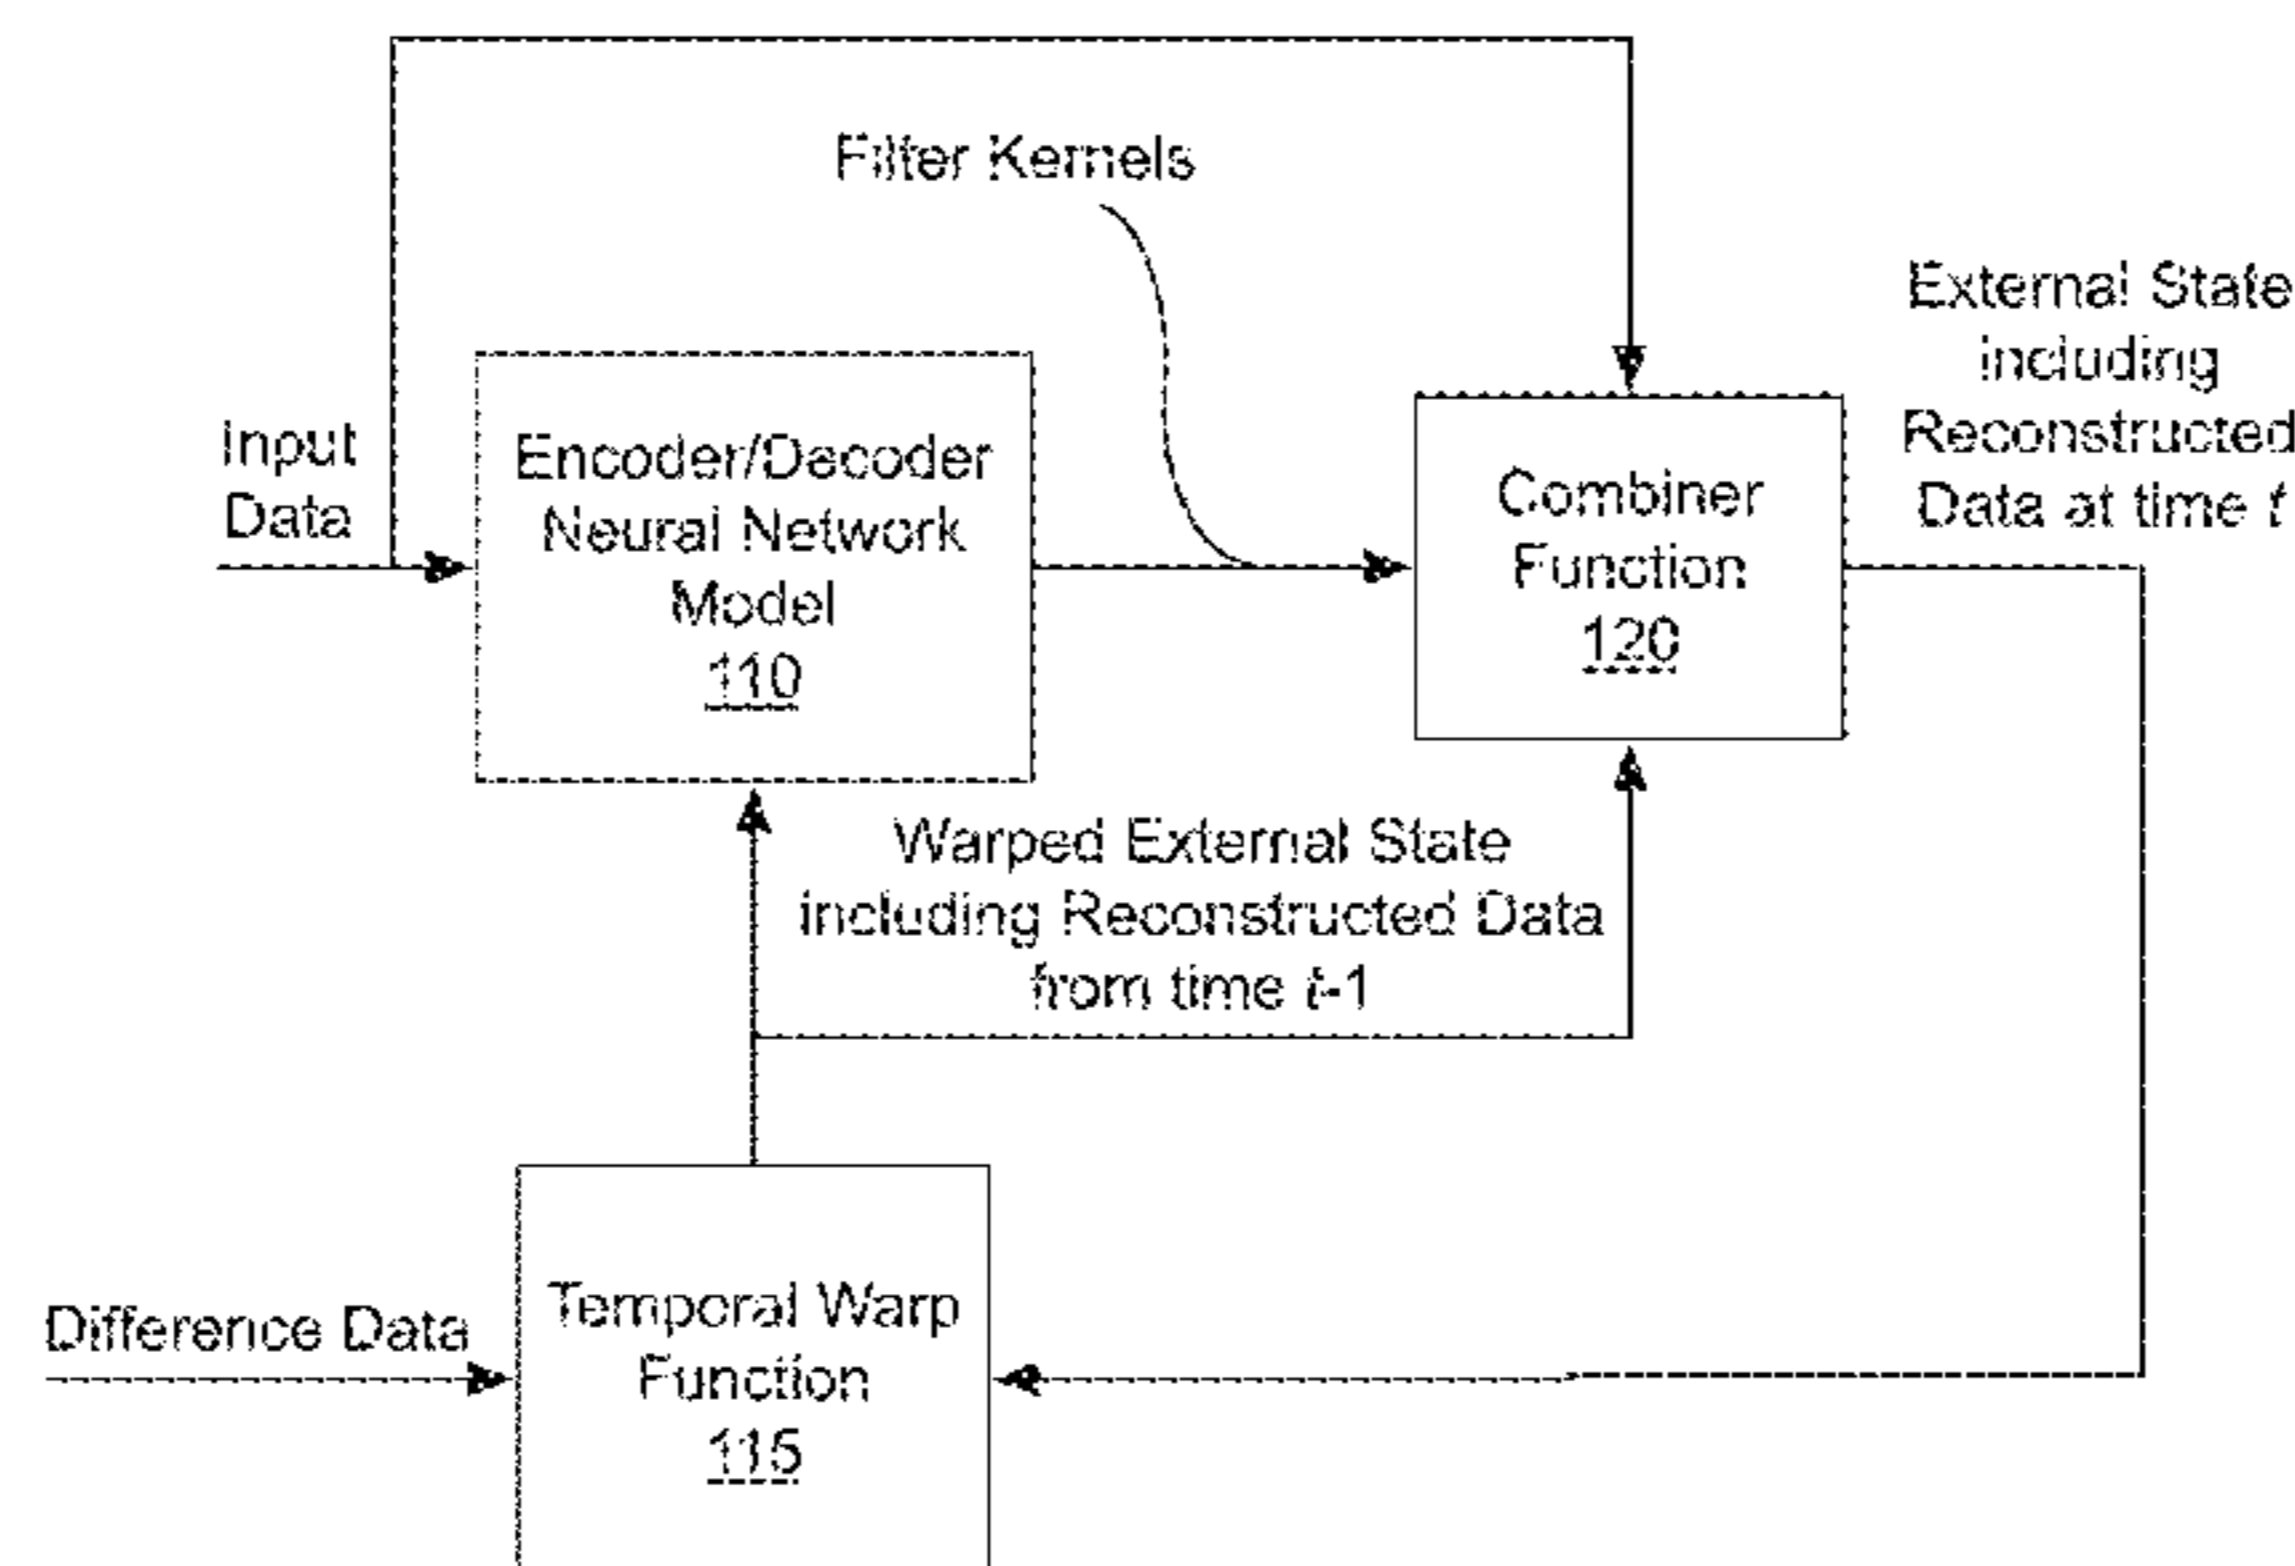 Filter Kernels
External State
including
Reconstructed
Data at time t
Input
Data
Encoder/Decoder
Neural Network
Model
110
Combiner
Function
120
Warped External State
including Reconstructed Data
from time t-1
Difference Data
Temporal Warp
Function
115